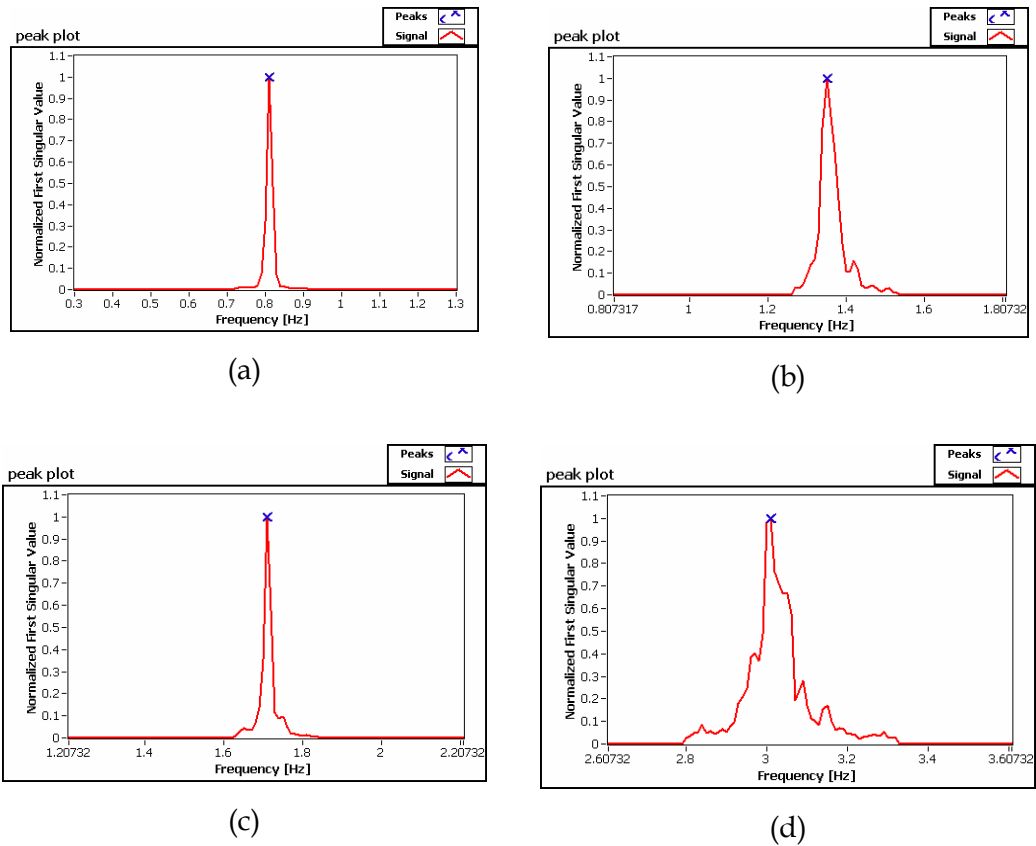 Peaks
Signal
peak plot
1.1
1
0.9
0.8
0.7
0.6
0.5
0.4
0.3
0.2
0.1
0
Normalized First Singular Value
0.3 0.4 0.5 0.6 0.7 0.8 0.9 1 1.1 1.2 1.3
Frequency [Hz]
(a)
Peaks
Signal
peak plot
1.1
1
0.9
0.8
0.7
0.6
0.5
0.4
0.3
0.2
0.1
0
Normalized First Singular Value
0.807317 1 1.2 1.4 1.6 1.80732
Frequency [Hz]
(b)
Peaks
Signal
peak plot
1.1
1
0.9
0.8
0.7
0.6
0.5
0.4
0.3
0.2
0.1
0
Normalized First Singular Value
1.20732 1.4 1.6 1.8 2 2.20732
Frequency [Hz]
(c)
Peaks
Signal
peak plot
1.1
1
0.9
0.8
0.7
0.6
0.5
0.4
0.3
0.2
0.1
0
Normalized First Singular Value
2.60732 2.8 3 3.2 3.4 3.60732
Frequency [Hz]
(d)